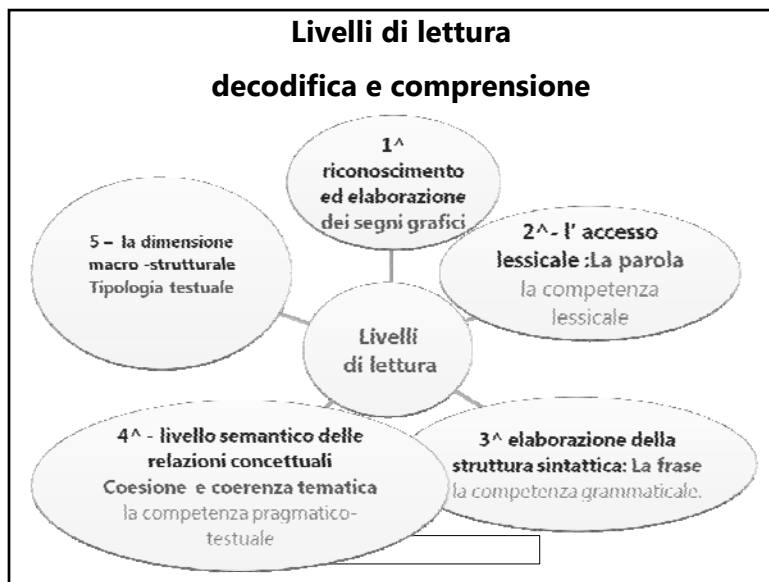 Livelli di lettura
decodifica e comprensione
1^
riconoscimento
ed elaborazione
dei segni grafici
2^- l' accesso
lessicale :La parola
la competenza
lessicale
3^ elaborazione della
struttura sintattica: La frase
la competenza grammaticale.
4^ - livello semantico delle
relazioni concettuali
Coesione e coerenza tematica
la competenza pragmatico-
testuale
5 – la dimensione
macro -strutturale
Tipologia testuale
Livelli
di lettura